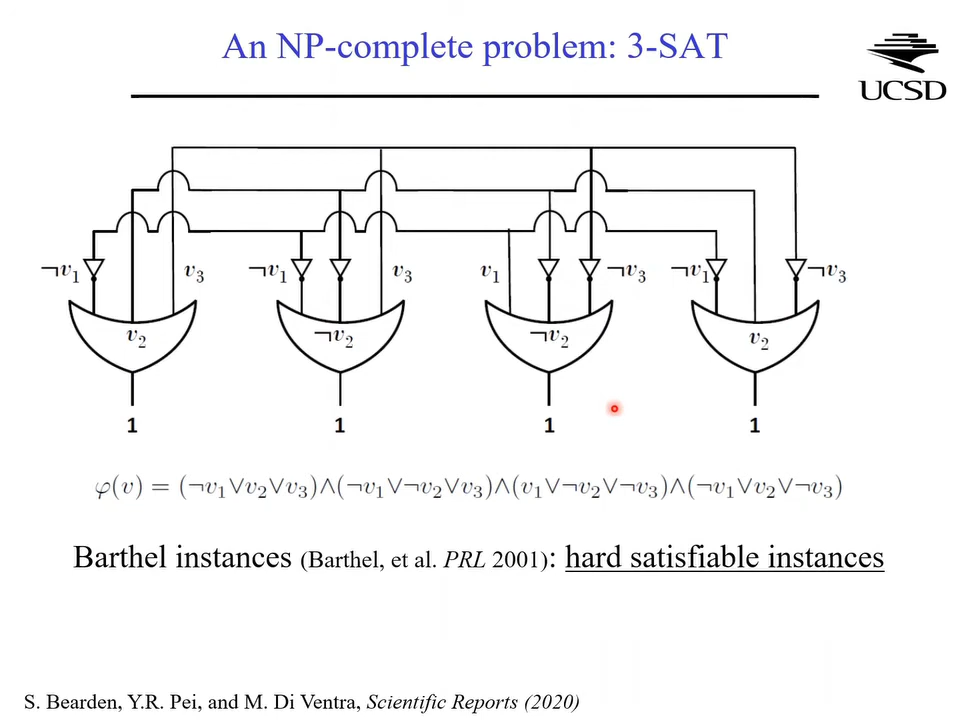 An NP-complete problem: 3-SAT
UCSD
¬v₁ v₃ ¬v₁ v₃ v₁ ¬v₃ ¬v₁ ¬v₃
v₂ ¬v₂ ¬v₂ v₂
1 1 1 1
φ(v) = (¬v₁∨v₂∨v₃)∧(¬v₁∨¬v₂∨v₃)∧(v₁∨¬v₂∨¬v₃)∧(¬v₁∨v₂∨¬v₃)
Barthel instances (Barthel, et al. PRL 2001): hard satisfiable instances
S. Bearden, Y.R. Pei, and M. Di Ventra, Scientific Reports (2020)